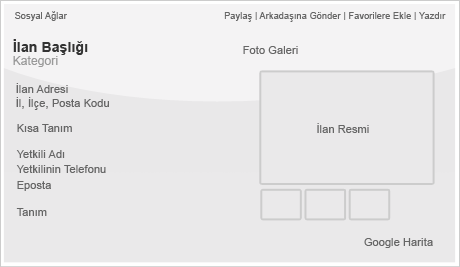 Sosyal Ağlar
Paylaş | Arkadaşına Gönder | Favorilere Ekle | Yazdır
İlan Başlığı
Kategori
Foto Galeri
İlan Adresi
İl, İlçe, Posta Kodu
Kısa Tanım
İlan Resmi
Yetkili Adı
Yetkilinin Telefonu
Eposta
Tanım
Google Harita